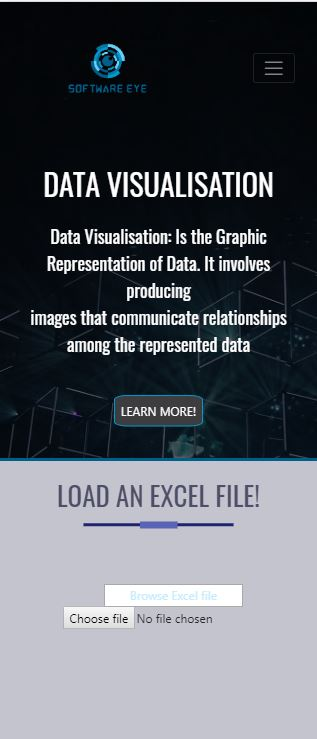 SOFTWARE EYE
DATA VISUALISATION
Data Visualisation: Is the Graphic
Representation of Data. It involves
producing
images that communicate relationships
among the represented data
LEARN MORE!
LOAD AN EXCEL FILE!
Browse Excel file
Choose file No file chosen